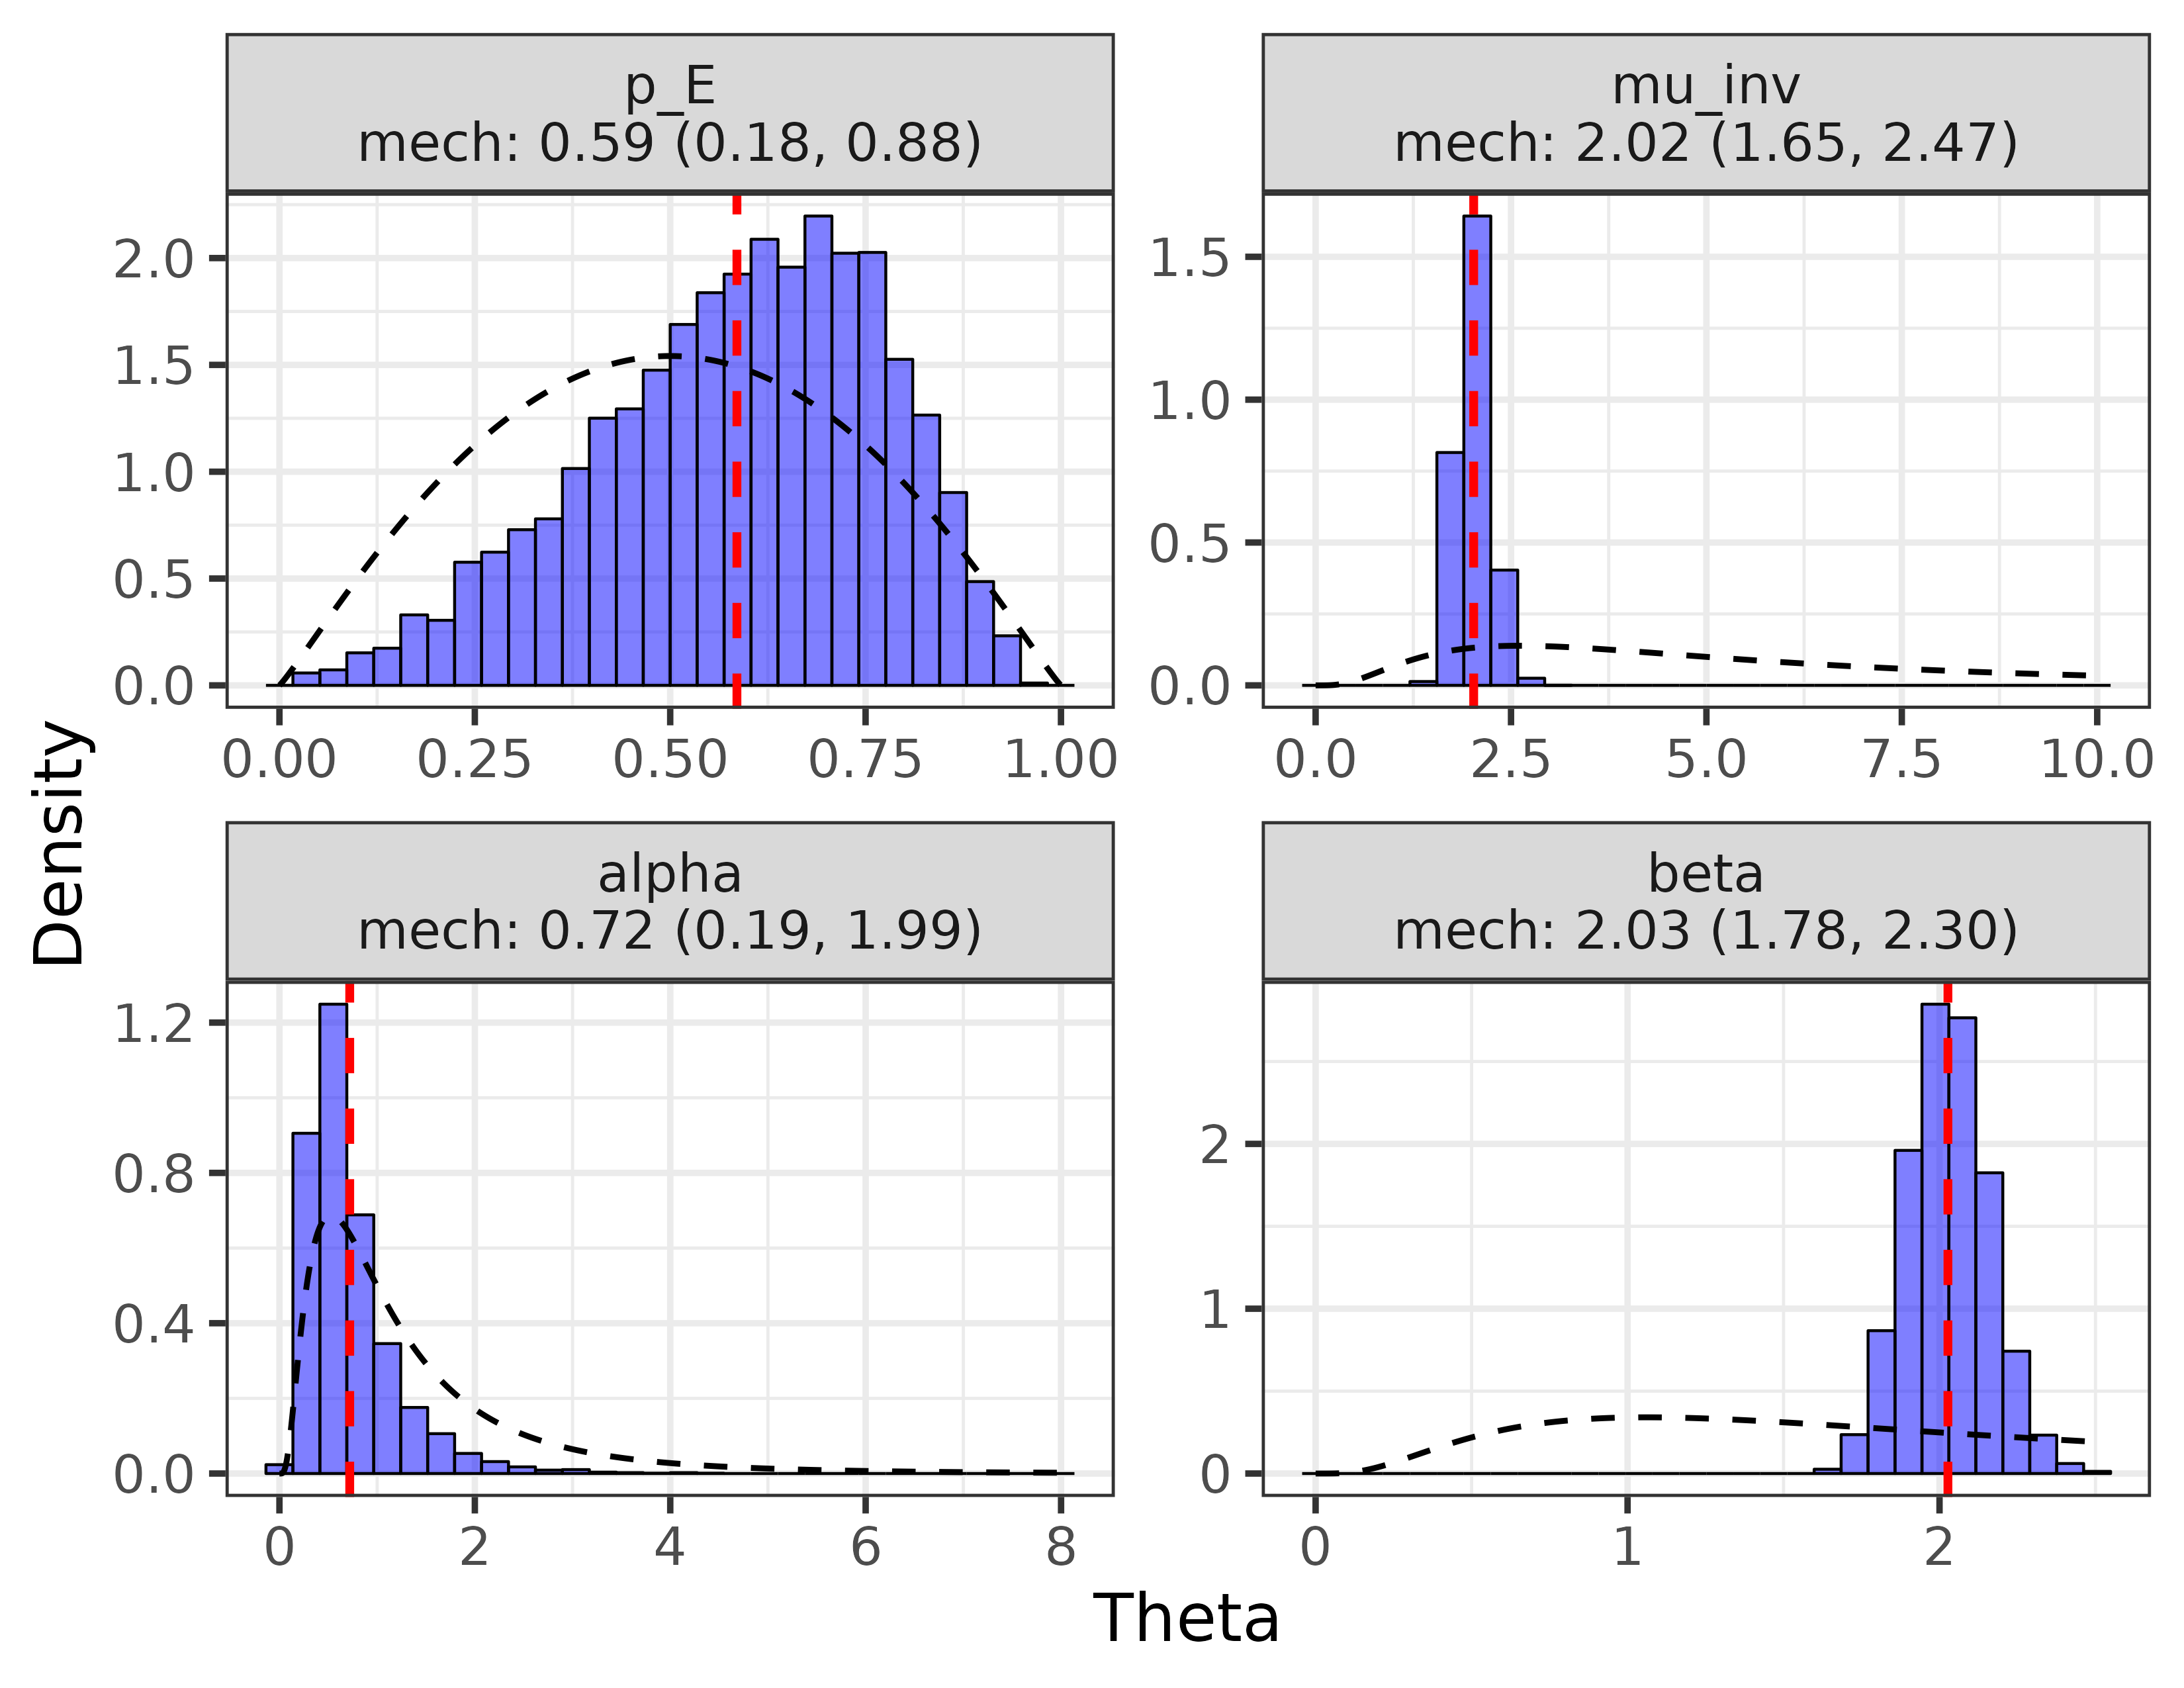 p_E
mech: 0.59 (0.18, 0.88)
mu_inv
mech: 2.02 (1.65, 2.47)
2.0
1.5
1.0
0.5
0.0
1.5
1.0
0.5
0.0
0.00 0.25 0.50 0.75 1.00
0.0 2.5 5.0 7.5 10.0
Density
alpha
mech: 0.72 (0.19, 1.99)
beta
mech: 2.03 (1.78, 2.30)
1.2
0.8
0.4
0.0
2
1
0
0 2 4 6 8
0 1 2
Theta